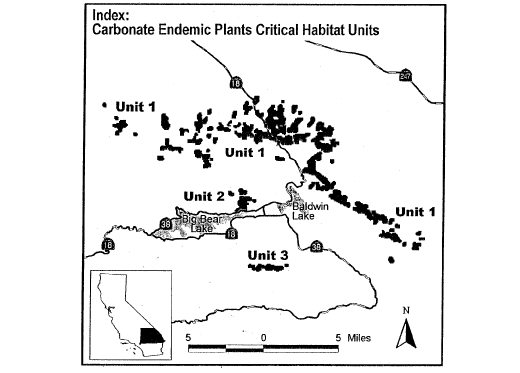 Index:
Carbonate Endemic Plants Critical Habitat Units
18
247
Unit 1
Unit 1
Unit 2
Baldwin
Lake
Unit 1
Big Bear
Lake
38
18
18
38
Unit 3
N
5 0 5 Miles